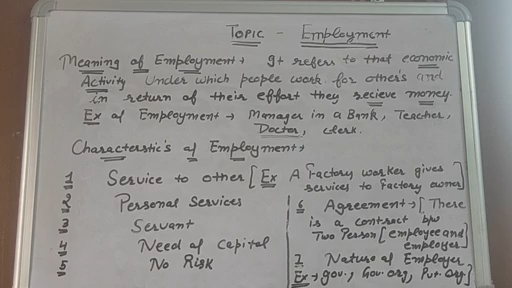 Topic - Employment
Meaning of Employment → It refers to that economic
Activity Under which people work for other's and
in return of their effort they recieve money.
Ex of Employment → Manager in a Bank, Teacher,
Doctor, clerk.
Characterstic's of Employment →
1 Service to other [Ex A Factory worker gives
services to Factory owner]
2 Personal Services
3 Servant
4 Need of Capital
5 No Risk
6 Agreement → [There
is a contract b/w
Two Person [employee and
employer]
7 Nature of Employer
Ex → gov., Gov. org, Pvt. Org]